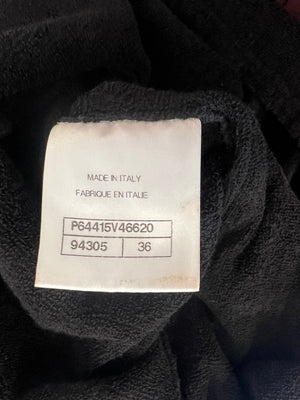 MADE IN ITALY
FABRIQUE EN ITALIE
P64415V46620
94305 36